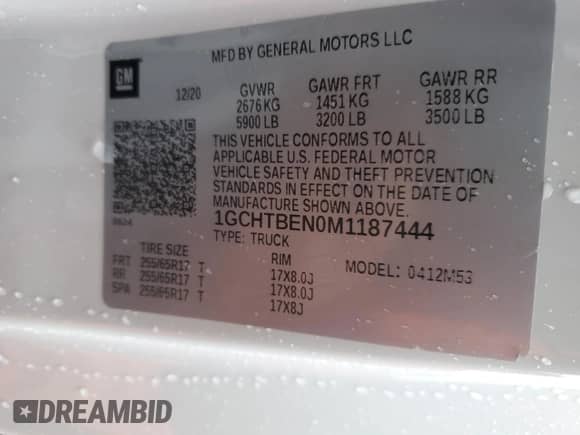 MFD BY GENERAL MOTORS LLC
GM
12/20 GVWR GAWR FRT GAWR RR
2676 KG 1451 KG 1588 KG
5900 LB 3200 LB 3500 LB
THIS VEHICLE CONFORMS TO ALL
APPLICABLE U.S. FEDERAL MOTOR
VEHICLE SAFETY AND THEFT PREVENTION
STANDARDS IN EFFECT ON THE DATE OF
MANUFACTURE SHOWN ABOVE.
1GCHTBEN0M1187444
TYPE: TRUCK
TIRE SIZE RIM MODEL: 0412M53
FRT 255/65R17 T 17X8.0J
RR 255/65R17 T 17X8.0J
SPA 255/65R17 T 17X8J
DREAMBID